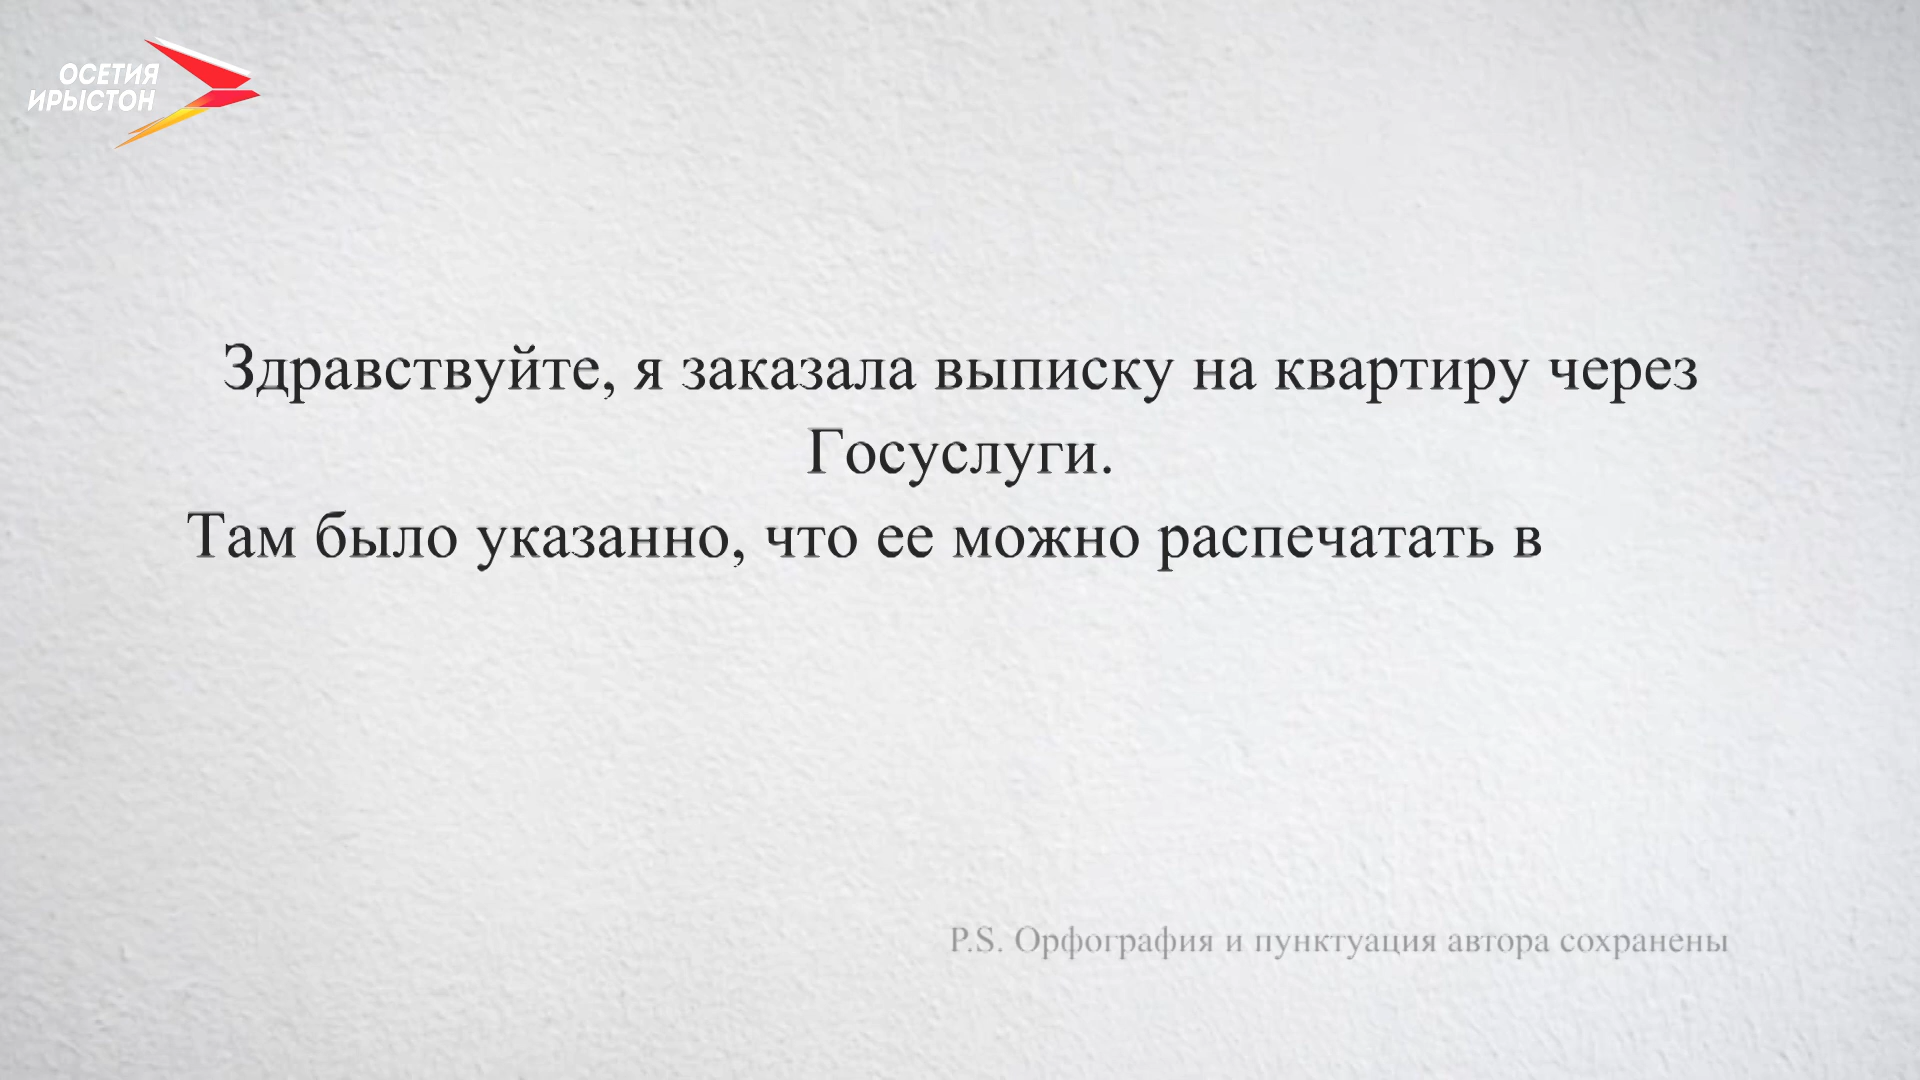 ОСЕТИЯ
ИРЫСТОН
Здравствуйте, я заказала выписку на квартиру через
Госуслуги.
Там было указанно, что ее можно распечатать в
P.S. Орфография и пунктуация автора сохранены